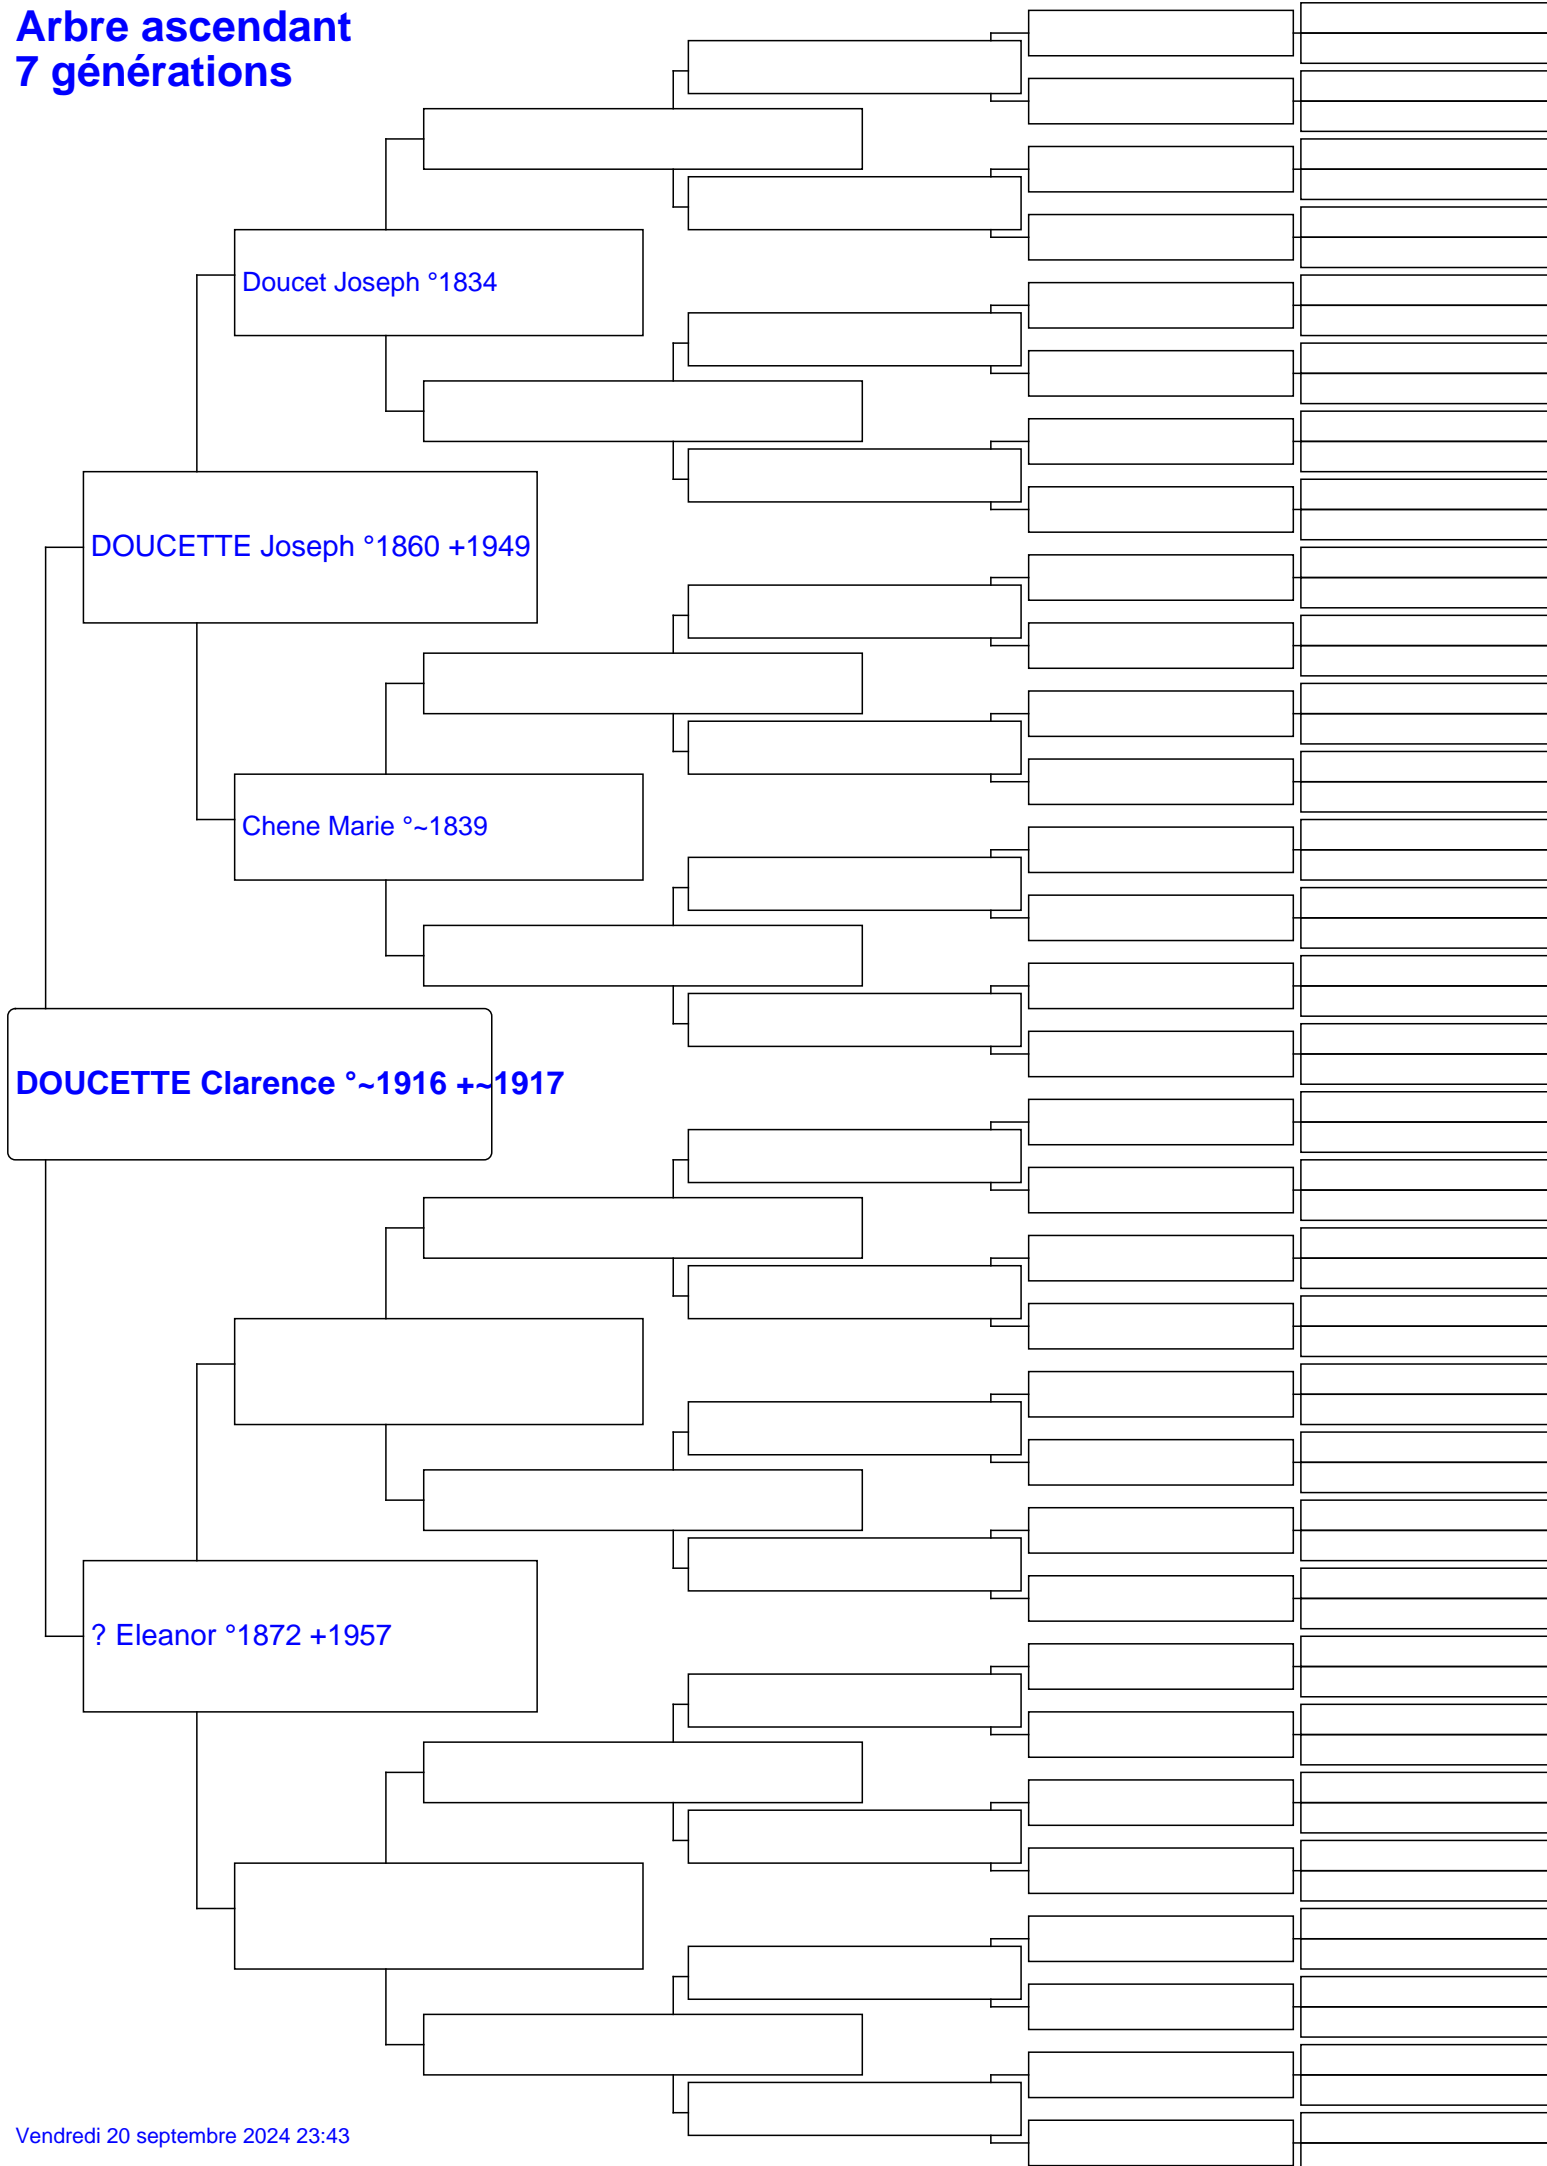 Arbre ascendant
7 générations
Doucet Joseph °1834
DOUCETTE Joseph °1860 +1949
Chene Marie °~1839
DOUCETTE Clarence °~1916 +~1917
? Eleanor °1872 +1957
Vendredi 20 septembre 2024 23:43